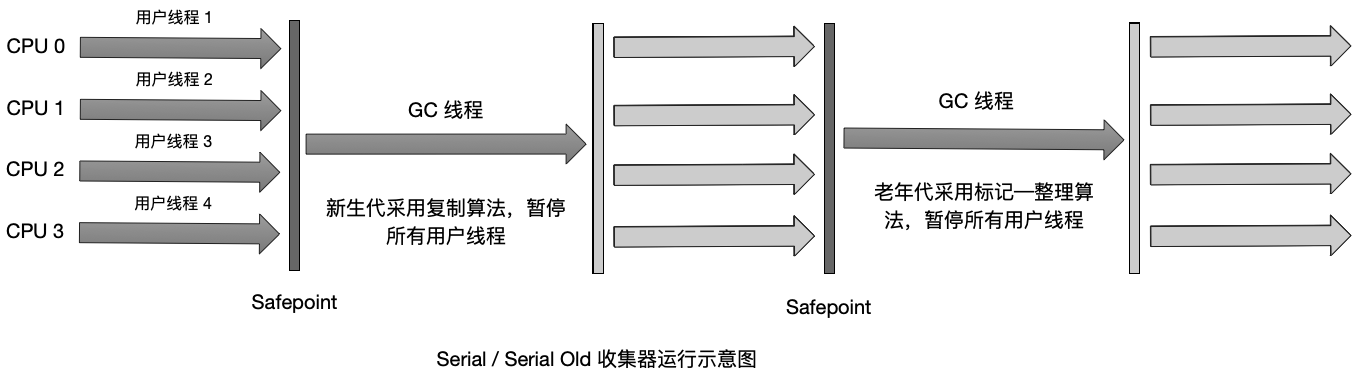 用户线程 1
CPU 0
用户线程 2
CPU 1
用户线程 3
CPU 2
用户线程 4
CPU 3
Safepoint
GC 线程
新生代采用复制算法，暂停
所有用户线程
Safepoint
GC 线程
老年代采用标记—整理算
法，暂停所有用户线程
Serial / Serial Old 收集器运行示意图